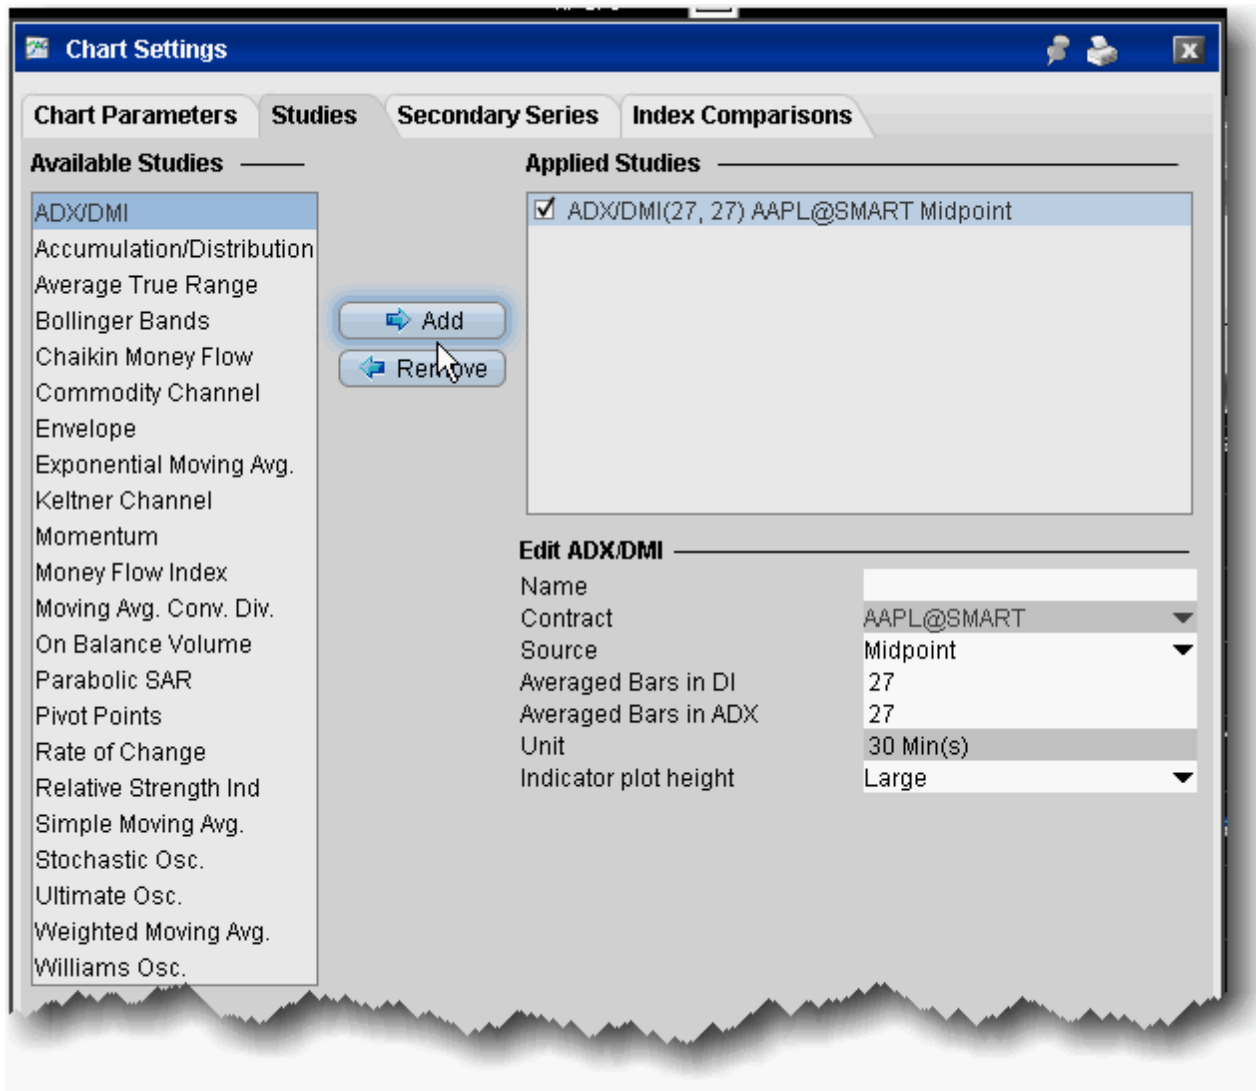 Chart Settings
Chart Parameters Studies Secondary Series Index Comparisons
Available Studies
ADX/DMI
Accumulation/Distribution
Average True Range
Bollinger Bands
Chaikin Money Flow
Commodity Channel
Envelope
Exponential Moving Avg.
Keltner Channel
Momentum
Money Flow Index
Moving Avg. Conv. Div.
On Balance Volume
Parabolic SAR
Pivot Points
Rate of Change
Relative Strength Ind
Simple Moving Avg.
Stochastic Osc.
Ultimate Osc.
Weighted Moving Avg.
Williams Osc.
Add
Remove
Applied Studies
ADX/DMI(27, 27) AAPL@SMART Midpoint
Edit ADX/DMI
Name
Contract AAPL@SMART
Source Midpoint
Averaged Bars in DI 27
Averaged Bars in ADX 27
Unit 30 Min(s)
Indicator plot height Large